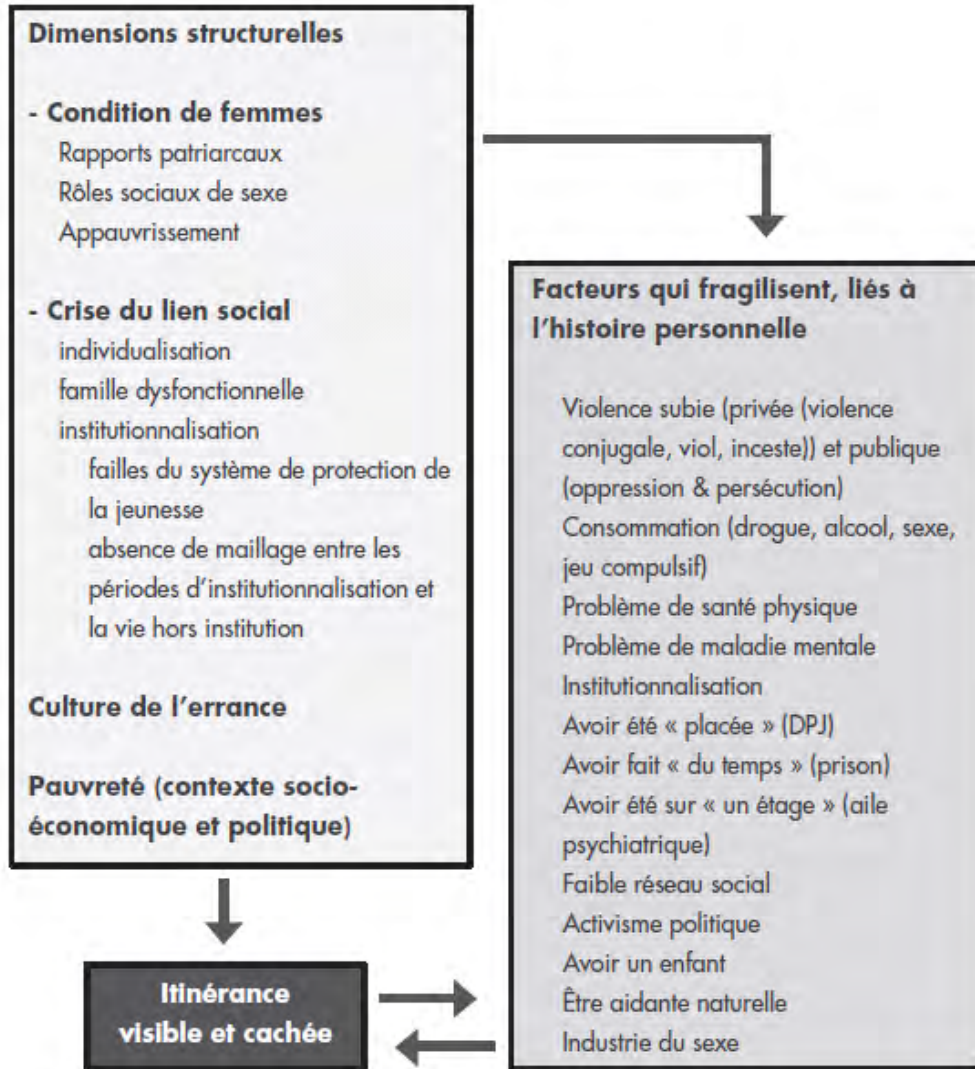 Dimensions structurelles
- Condition de femmes
Rapports patriarcaux
Rôles sociaux de sexe
Appauvrissement
- Crise du lien social
individualisation
famille dysfonctionnelle
institutionnalisation
failles du système de protection de
la jeunesse
absence de maillage entre les
périodes d'institutionnalisation et
la vie hors institution
Culture de l'errance
Pauvreté (contexte socio-
économique et politique)
Facteurs qui fragilisent, liés à
l'histoire personnelle
Violence subie (privée (violence
conjugale, viol, inceste)) et publique
(oppression & persécution)
Consommation (drogue, alcool, sexe,
jeu compulsif)
Problème de santé physique
Problème de maladie mentale
Institutionnalisation
Avoir été « placée » (DPJ)
Avoir fait « du temps » (prison)
Avoir été sur « un étage » (aile
psychiatrique)
Faible réseau social
Activisme politique
Avoir un enfant
Être aidante naturelle
Industrie du sexe
Itinérance
visible et cachée